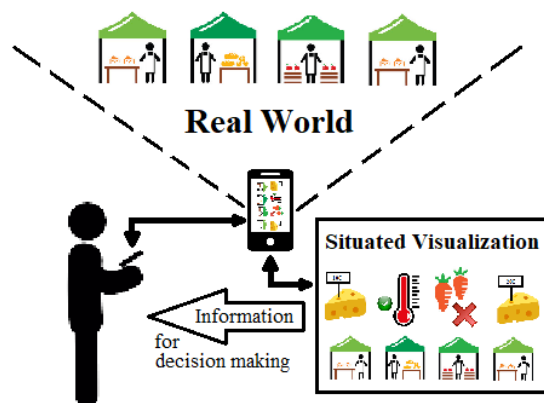 Real World
Situated Visualization
Information
for
decision making